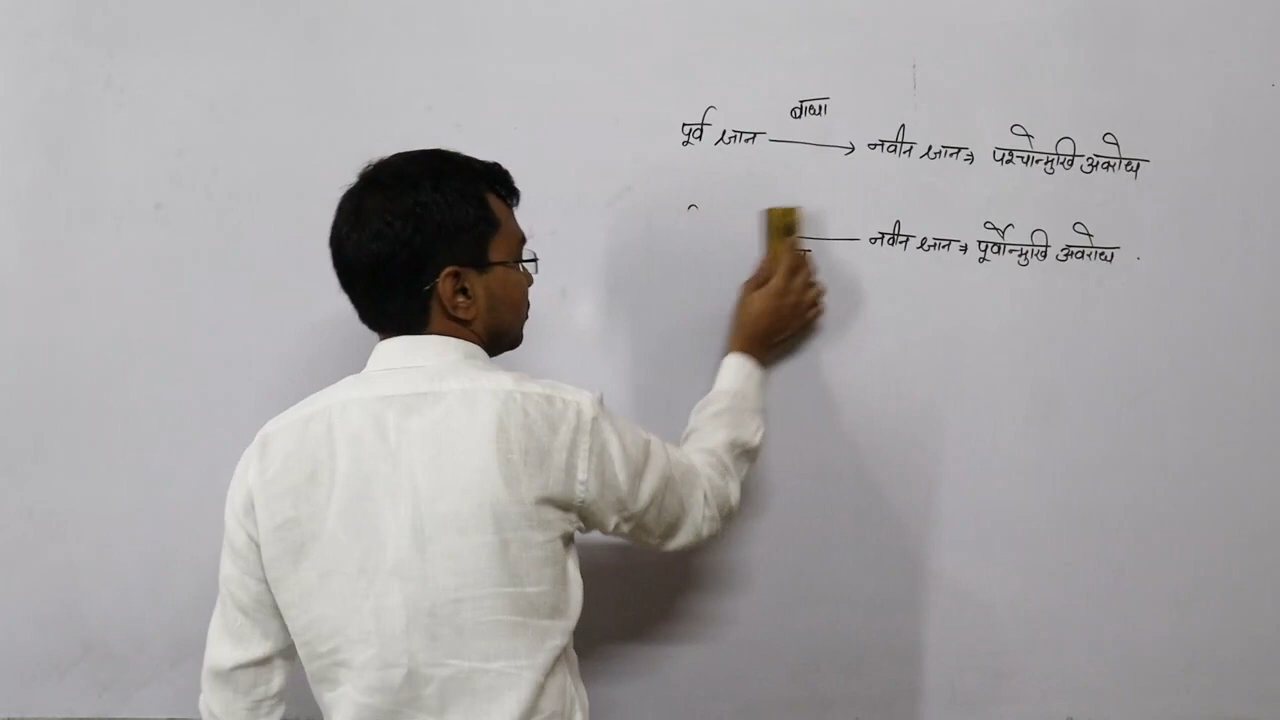 बाधा
पूर्व ज्ञान → नवीन ज्ञान ⇒ पश्चोन्मुखि अवरोध
नवीन ज्ञान ⇒ पूर्वोन्मुखि अवरोध .